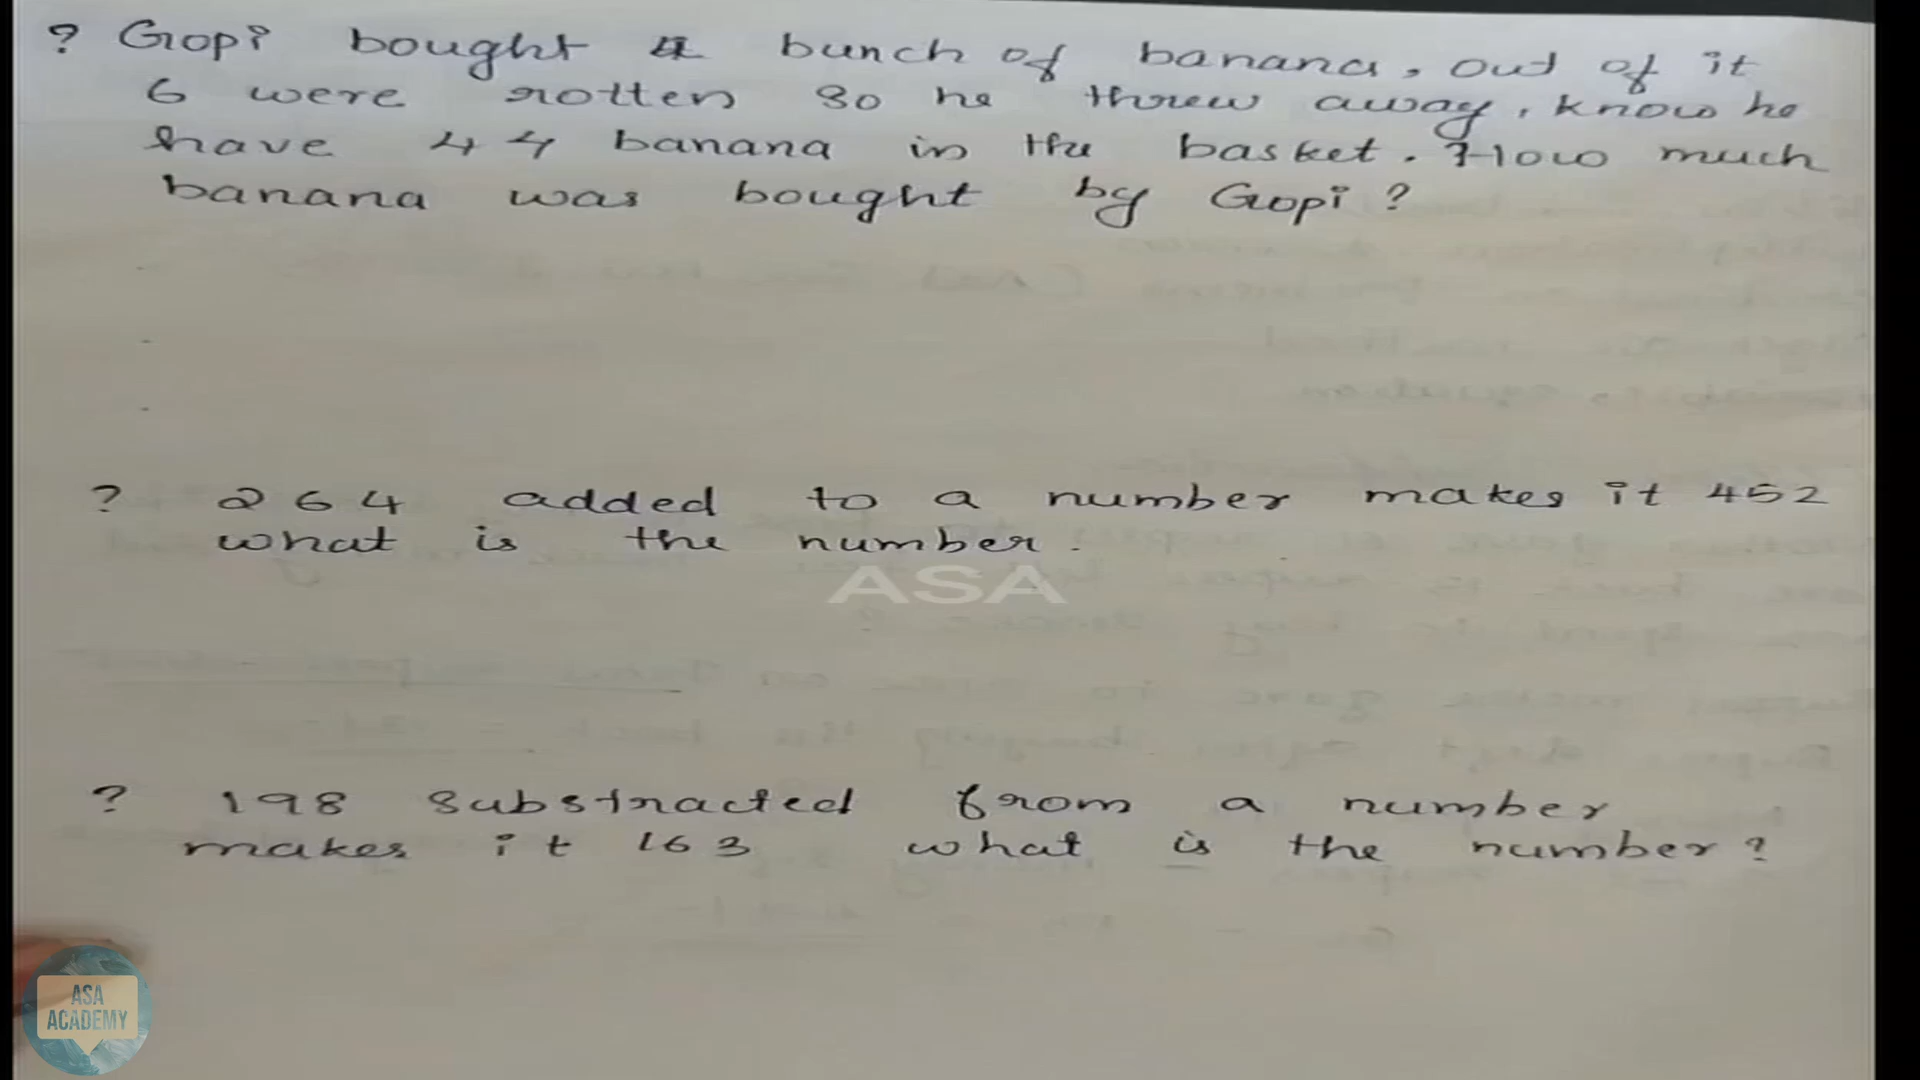 ? Gopi bought a bunch of banana, out of it
6 were rotten so he threw away, know he
have 44 banana in the basket. How much
banana was bought by Gopi?
? 264 added to a number makes it 452
what is the number.
ASA
? 198 substracted from a number
makes it 163 what is the number?
ASA
ACADEMY